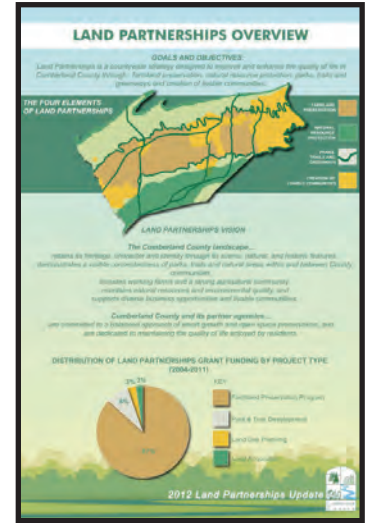 LAND PARTNERSHIPS OVERVIEW
GOALS AND OBJECTIVES
Land Partnerships is a countywide strategy designed to improve and enhance the quality of life in
Cumberland County through farmland preservation, natural resource protection, parks, trails and
greenways and creation of livable communities.
THE FOUR ELEMENTS
OF LAND PARTNERSHIPS
FARMLAND
PRESERVATION
NATURAL
RESOURCE
PROTECTION
PARKS,
TRAILS AND
GREENWAYS
CREATION OF
LIVABLE COMMUNITIES
LAND PARTNERSHIPS VISION
The Cumberland County landscape...
retains its heritage, character and identity through its scenic, natural, and historic features,
demonstrates a visible connectedness of parks, trails and natural areas within and between County
communities,
includes working farms and a strong agricultural community
maintains natural resources and environmental quality, and
supports diverse business opportunities and livable communities.
Cumberland County and its partner agencies...
are committed to a balanced approach of smart growth and open space preservation, and
are dedicated to maintaining the quality of life enjoyed by residents.
DISTRIBUTION OF LAND PARTNERSHIPS GRANT FUNDING BY PROJECT TYPE
(2004-2011)
3% 3%
KEY
Farmland Preservation Program
Park & Trail Development
Land Use Planning
Land Acquisition
2012 Land Partnerships Update